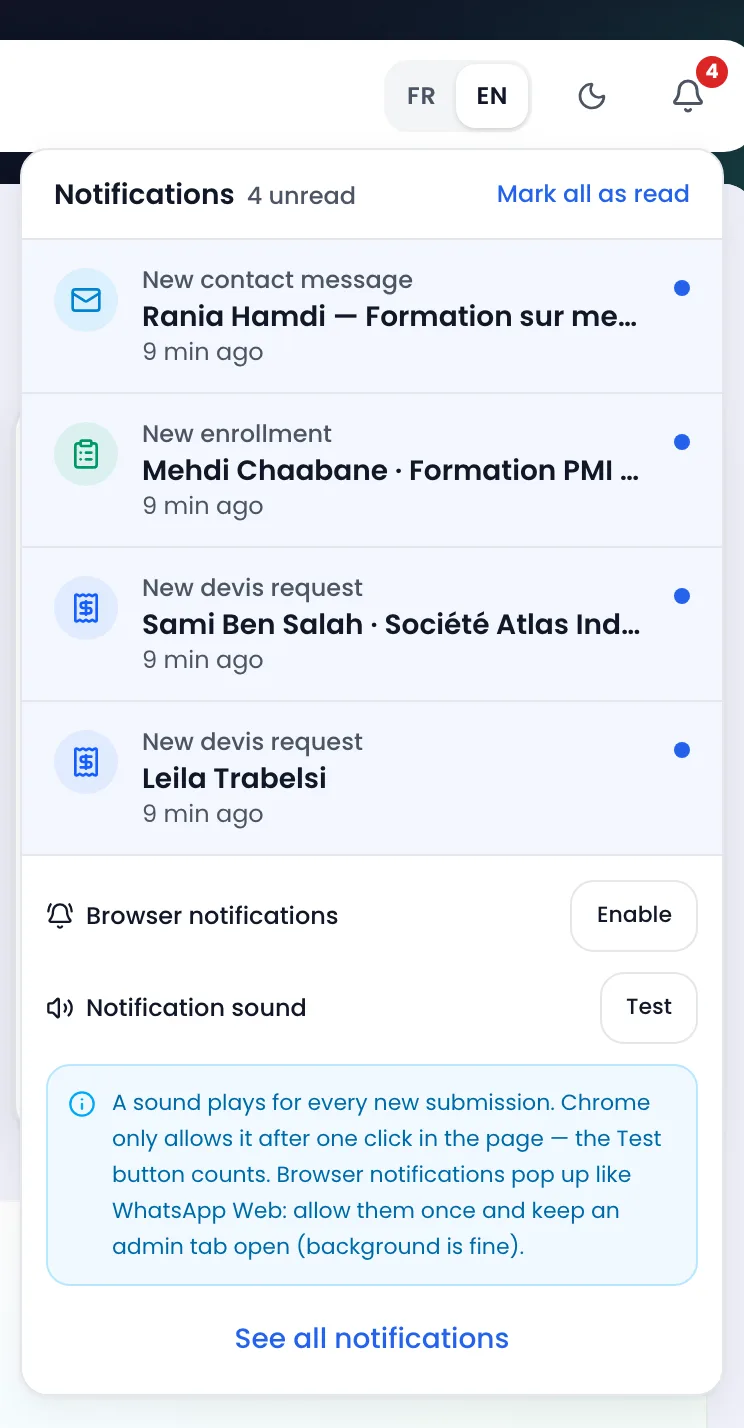 FR EN 4
Notifications 4 unread Mark all as read
New contact message
Rania Hamdi — Formation sur me...
9 min ago
New enrollment
Mehdi Chaabane · Formation PMI ...
9 min ago
New devis request
Sami Ben Salah · Société Atlas Ind...
9 min ago
New devis request
Leila Trabelsi
9 min ago
Browser notifications Enable
Notification sound Test
A sound plays for every new submission. Chrome
only allows it after one click in the page — the Test
button counts. Browser notifications pop up like
WhatsApp Web: allow them once and keep an
admin tab open (background is fine).
See all notifications